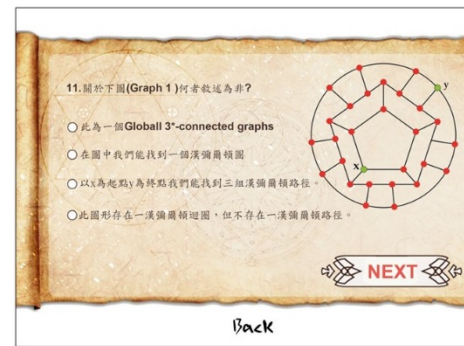 11.關於下圖(Graph 1 )何者敘述為非?
y
此為一個Globall 3*-connected graphs
在圖中我們能找到一個漢彌爾頓圈
x
以x為起點y為終點我們能找到三組漢彌爾頓路徑。
此圖形存在一漢彌爾頓迴圈，但不存在一漢彌爾頓路徑。
NEXT
Back